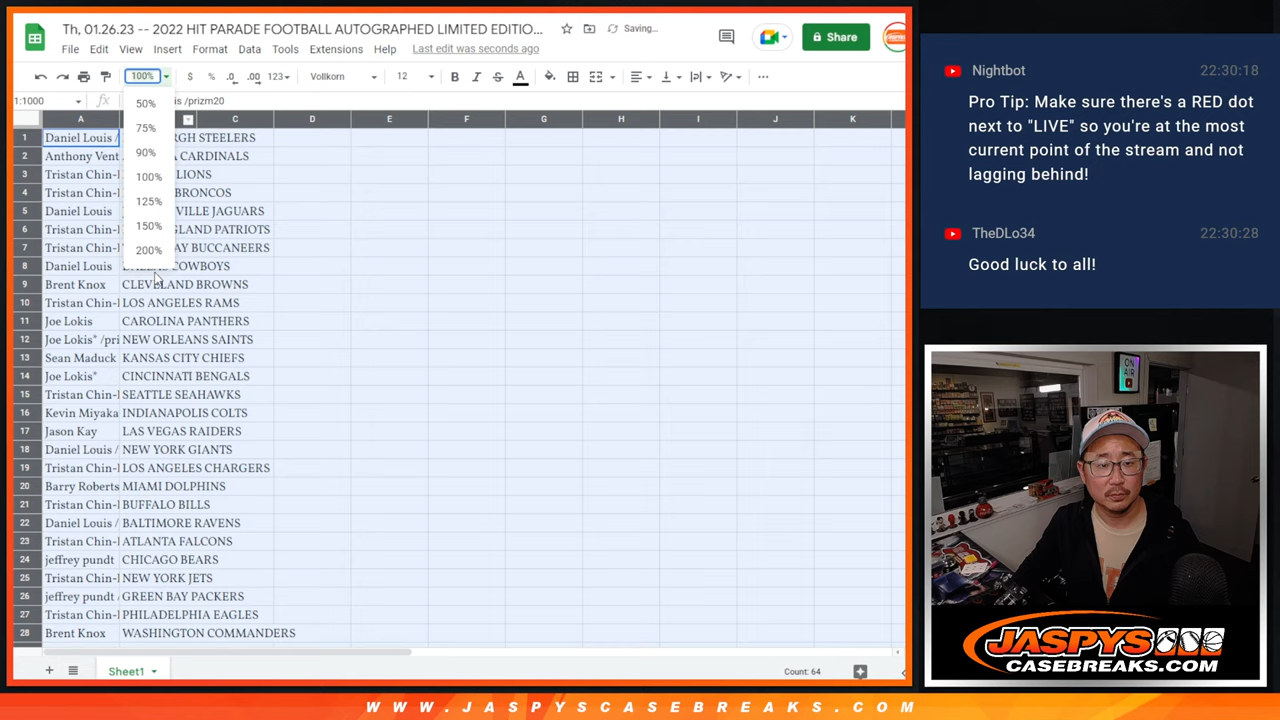 Th, 01.26.23 -- 2022 HIT PARADE FOOTBALL AUTOGRAPHED LIMITED EDITIO...
Saving...
File Edit View Insert Format Data Tools Extensions Help Last edit was seconds ago
Share
100% $ % .0 .00 123 Vollkorn 12 B I S A
1:1000 fx is /prizm20
50%
75%
90%
100%
125%
150%
200%
A C D E F G H I J K
1 Daniel Louis / RGH STEELERS
2 Anthony Vent CARDINALS
3 Tristan Chin- LIONS
4 Tristan Chin- BRONCOS
5 Daniel Louis VILLE JAGUARS
6 Tristan Chin- LAND PATRIOTS
7 Tristan Chin- AY BUCCANEERS
8 Daniel Louis DALLAS COWBOYS
9 Brent Knox CLEVELAND BROWNS
10 Tristan Chin- LOS ANGELES RAMS
11 Joe Lokis CAROLINA PANTHERS
12 Joe Lokis* /pri NEW ORLEANS SAINTS
13 Sean Maduck KANSAS CITY CHIEFS
14 Joe Lokis* CINCINNATI BENGALS
15 Tristan Chin- SEATTLE SEAHAWKS
16 Kevin Miyaka INDIANAPOLIS COLTS
17 Jason Kay LAS VEGAS RAIDERS
18 Daniel Louis / NEW YORK GIANTS
19 Tristan Chin- LOS ANGELES CHARGERS
20 Barry Roberts MIAMI DOLPHINS
21 Tristan Chin- BUFFALO BILLS
22 Daniel Louis / BALTIMORE RAVENS
23 Tristan Chin- ATLANTA FALCONS
24 jeffrey pundt CHICAGO BEARS
25 Tristan Chin- NEW YORK JETS
26 jeffrey pundt GREEN BAY PACKERS
27 Tristan Chin- PHILADELPHIA EAGLES
28 Brent Knox WASHINGTON COMMANDERS
Sheet1
Count: 64
Nightbot 22:30:18
Pro Tip: Make sure there's a RED dot
next to "LIVE" so you're at the most
current point of the stream and not
lagging behind!
TheDLo34 22:30:28
Good luck to all!
ON
AIR
JASPYS
CASEBREAKS.COM
WWW.JASPYSCASEBREAKS.COM